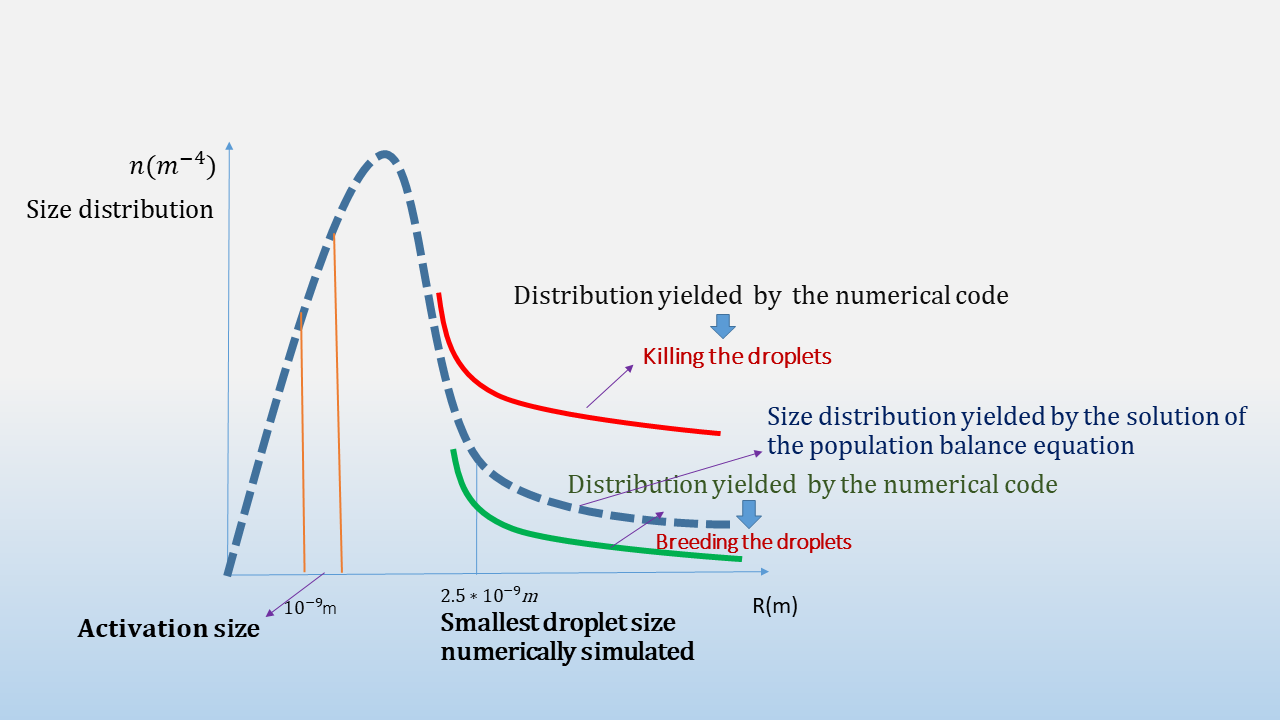 n(m⁻⁴)
Size distribution
Distribution yielded by the numerical code
Killing the droplets
Size distribution yielded by the solution of
the population balance equation
Distribution yielded by the numerical code
Breeding the droplets
10⁻⁹m
2.5 * 10⁻⁹m
R(m)
Activation size
Smallest droplet size
numerically simulated